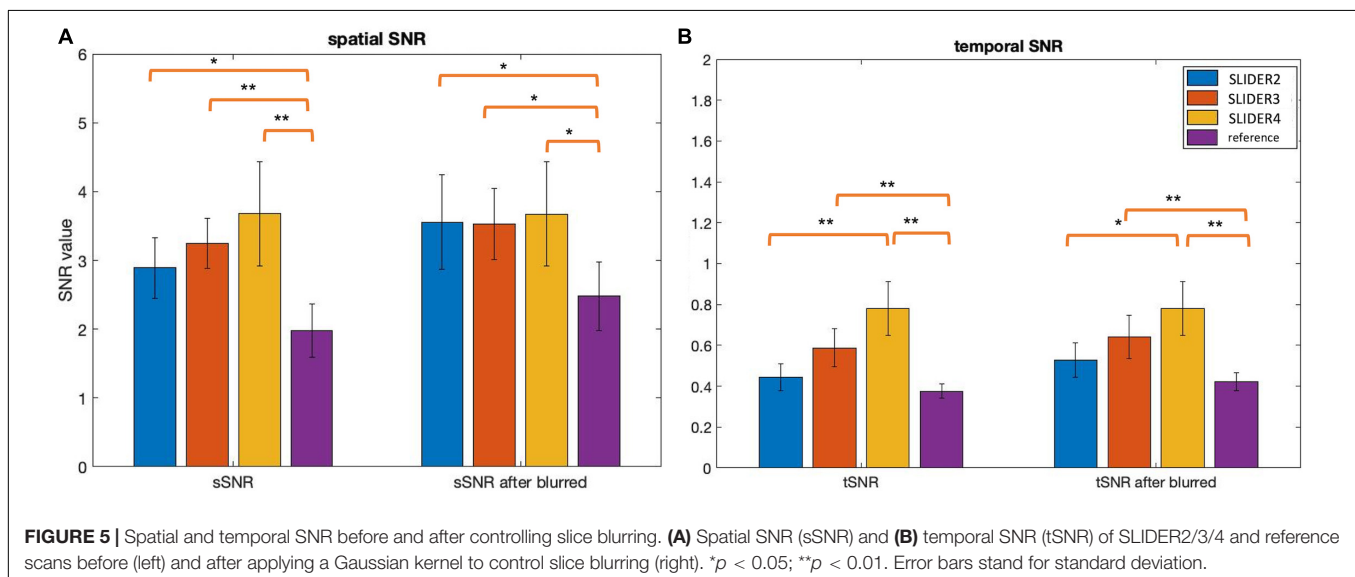 A
spatial SNR
6
5
4
3
2
1
0
SNR value
*
**
**
*
*
*
sSNR
sSNR after blurred
B
temporal SNR
2
1.8
1.6
1.4
1.2
1
0.8
0.6
0.4
0.2
0
SLIDER2
SLIDER3
SLIDER4
reference
**
**
**
**
*
**
tSNR
tSNR after blurred
FIGURE 5 | Spatial and temporal SNR before and after controlling slice blurring. (A) Spatial SNR (sSNR) and (B) temporal SNR (tSNR) of SLIDER2/3/4 and reference
scans before (left) and after applying a Gaussian kernel to control slice blurring (right). *p < 0.05; **p < 0.01. Error bars stand for standard deviation.